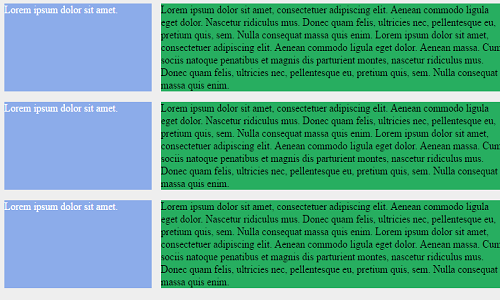 Lorem ipsum dolor sit amet.
Lorem ipsum dolor sit amet, consectetuer adipiscing elit. Aenean commodo ligula
eget dolor. Nascetur ridiculus mus. Donec quam felis, ultricies nec, pellentesque eu,
pretium quis, sem. Nulla consequat massa quis enim. Lorem ipsum dolor sit amet,
consectetuer adipiscing elit. Aenean commodo ligula eget dolor. Aenean massa. Cum
sociis natoque penatibus et magnis dis parturient montes, nascetur ridiculus mus.
Donec quam felis, ultricies nec, pellentesque eu, pretium quis, sem. Nulla consequat
massa quis enim.
Lorem ipsum dolor sit amet.
Lorem ipsum dolor sit amet, consectetuer adipiscing elit. Aenean commodo ligula
eget dolor. Nascetur ridiculus mus. Donec quam felis, ultricies nec, pellentesque eu,
pretium quis, sem. Nulla consequat massa quis enim. Lorem ipsum dolor sit amet,
consectetuer adipiscing elit. Aenean commodo ligula eget dolor. Aenean massa. Cum
sociis natoque penatibus et magnis dis parturient montes, nascetur ridiculus mus.
Donec quam felis, ultricies nec, pellentesque eu, pretium quis, sem. Nulla consequat
massa quis enim.
Lorem ipsum dolor sit amet.
Lorem ipsum dolor sit amet, consectetuer adipiscing elit. Aenean commodo ligula
eget dolor. Nascetur ridiculus mus. Donec quam felis, ultricies nec, pellentesque eu,
pretium quis, sem. Nulla consequat massa quis enim. Lorem ipsum dolor sit amet,
consectetuer adipiscing elit. Aenean commodo ligula eget dolor. Aenean massa. Cum
sociis natoque penatibus et magnis dis parturient montes, nascetur ridiculus mus.
Donec quam felis, ultricies nec, pellentesque eu, pretium quis, sem. Nulla consequat
massa quis enim.